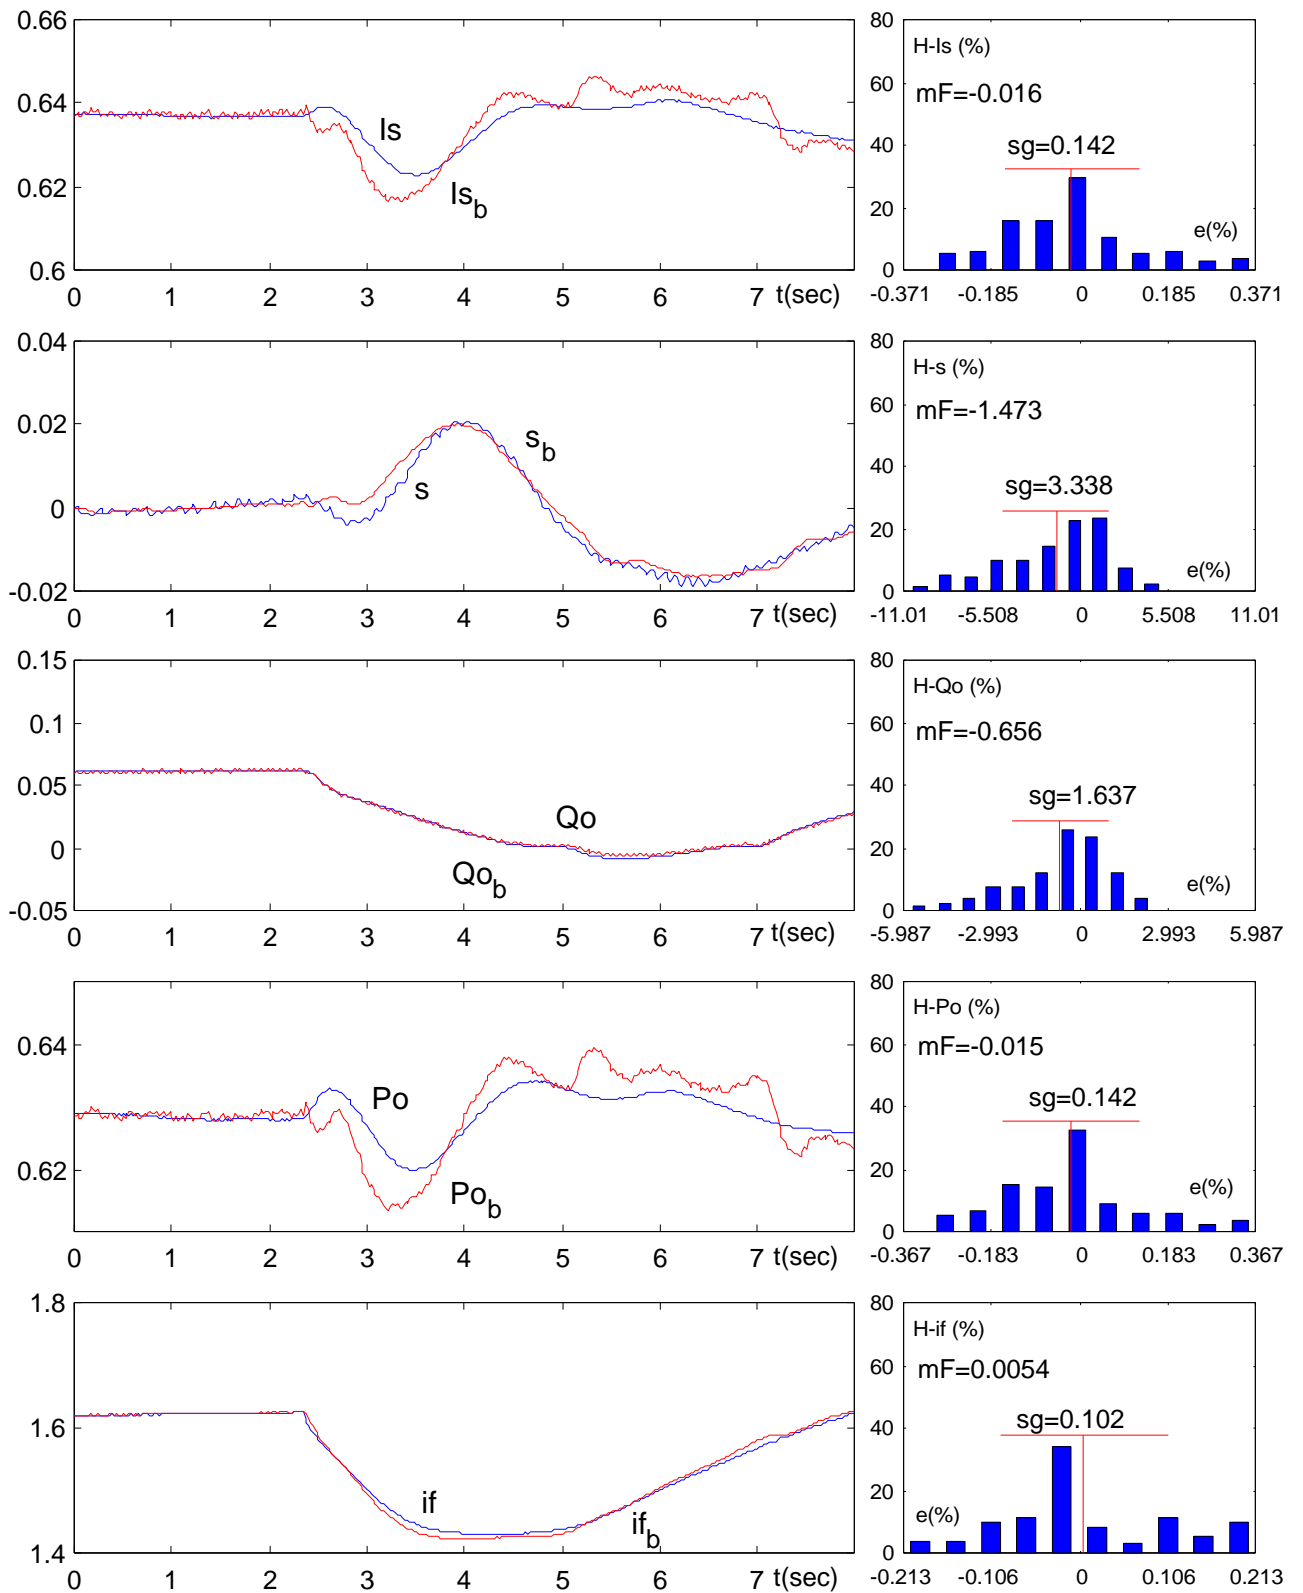 0.66
0.64
0.62
0.6
Is
Is_b
0 1 2 3 4 5 6 7 t(sec)
80
60
40
20
0
H-Is (%)
mF=-0.016
sg=0.142
e(%)
-0.371 -0.185 0 0.185 0.371
0.04
0.02
0
-0.02
s_b
s
0 1 2 3 4 5 6 7 t(sec)
80
60
40
20
0
H-s (%)
mF=-1.473
sg=3.338
e(%)
-11.01 -5.508 0 5.508 11.01
0.15
0.1
0.05
0
-0.05
Qo
Qo_b
0 1 2 3 4 5 6 7 t(sec)
80
60
40
20
0
H-Qo (%)
mF=-0.656
sg=1.637
e(%)
-5.987 -2.993 0 2.993 5.987
0.64
0.62
Po
Po_b
0 1 2 3 4 5 6 7 t(sec)
80
60
40
20
0
H-Po (%)
mF=-0.015
sg=0.142
e(%)
-0.367 -0.183 0 0.183 0.367
1.8
1.6
1.4
if
if_b
0 1 2 3 4 5 6 7 t(sec)
80
60
40
20
0
H-if (%)
mF=0.0054
sg=0.102
e(%)
-0.213 -0.106 0 0.106 0.213